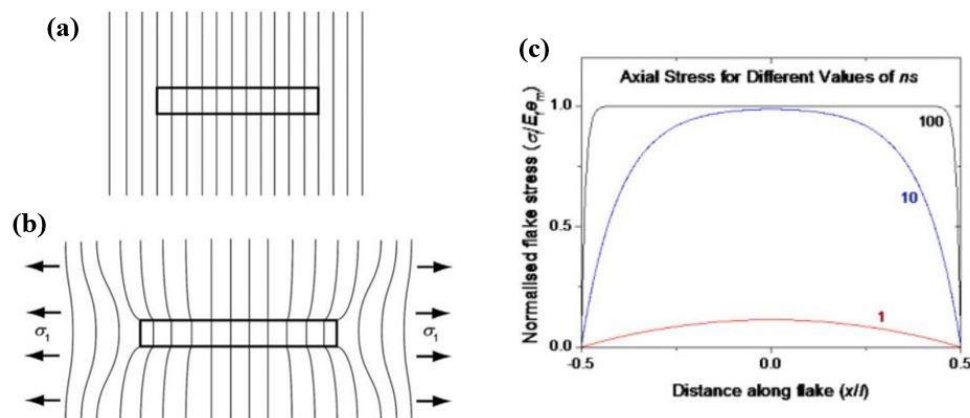 (a)
(b)
σ₁ σ₁
(c)
Axial Stress for Different Values of ns
Normalised flake stress (σ/Efem)
1.0
0.5
0.0
100
10
1
-0.5 0.0 0.5
Distance along flake (x/l)